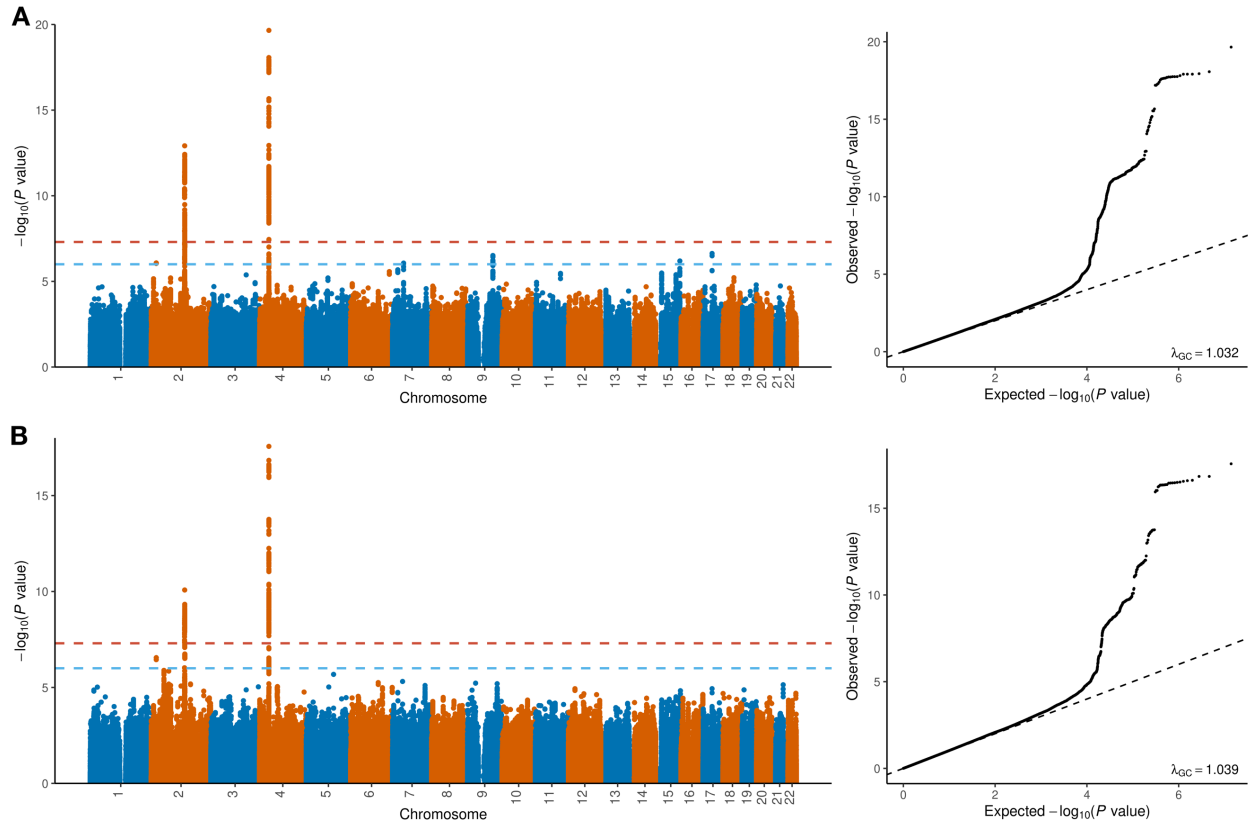 A
−log10(P value)
20
15
10
5
0
1 2 3 4 5 6 7 8 9 10 11 12 13 14 15 16 17 18 19 20 21 22
Chromosome
Observed −log10(P value)
20
15
10
5
0
λGC = 1.032
0 2 4 6
Expected −log10(P value)
B
−log10(P value)
15
10
5
0
1 2 3 4 5 6 7 8 9 10 11 12 13 14 15 16 17 18 19 20 21 22
Chromosome
Observed −log10(P value)
15
10
5
0
λGC = 1.039
0 2 4 6
Expected −log10(P value)